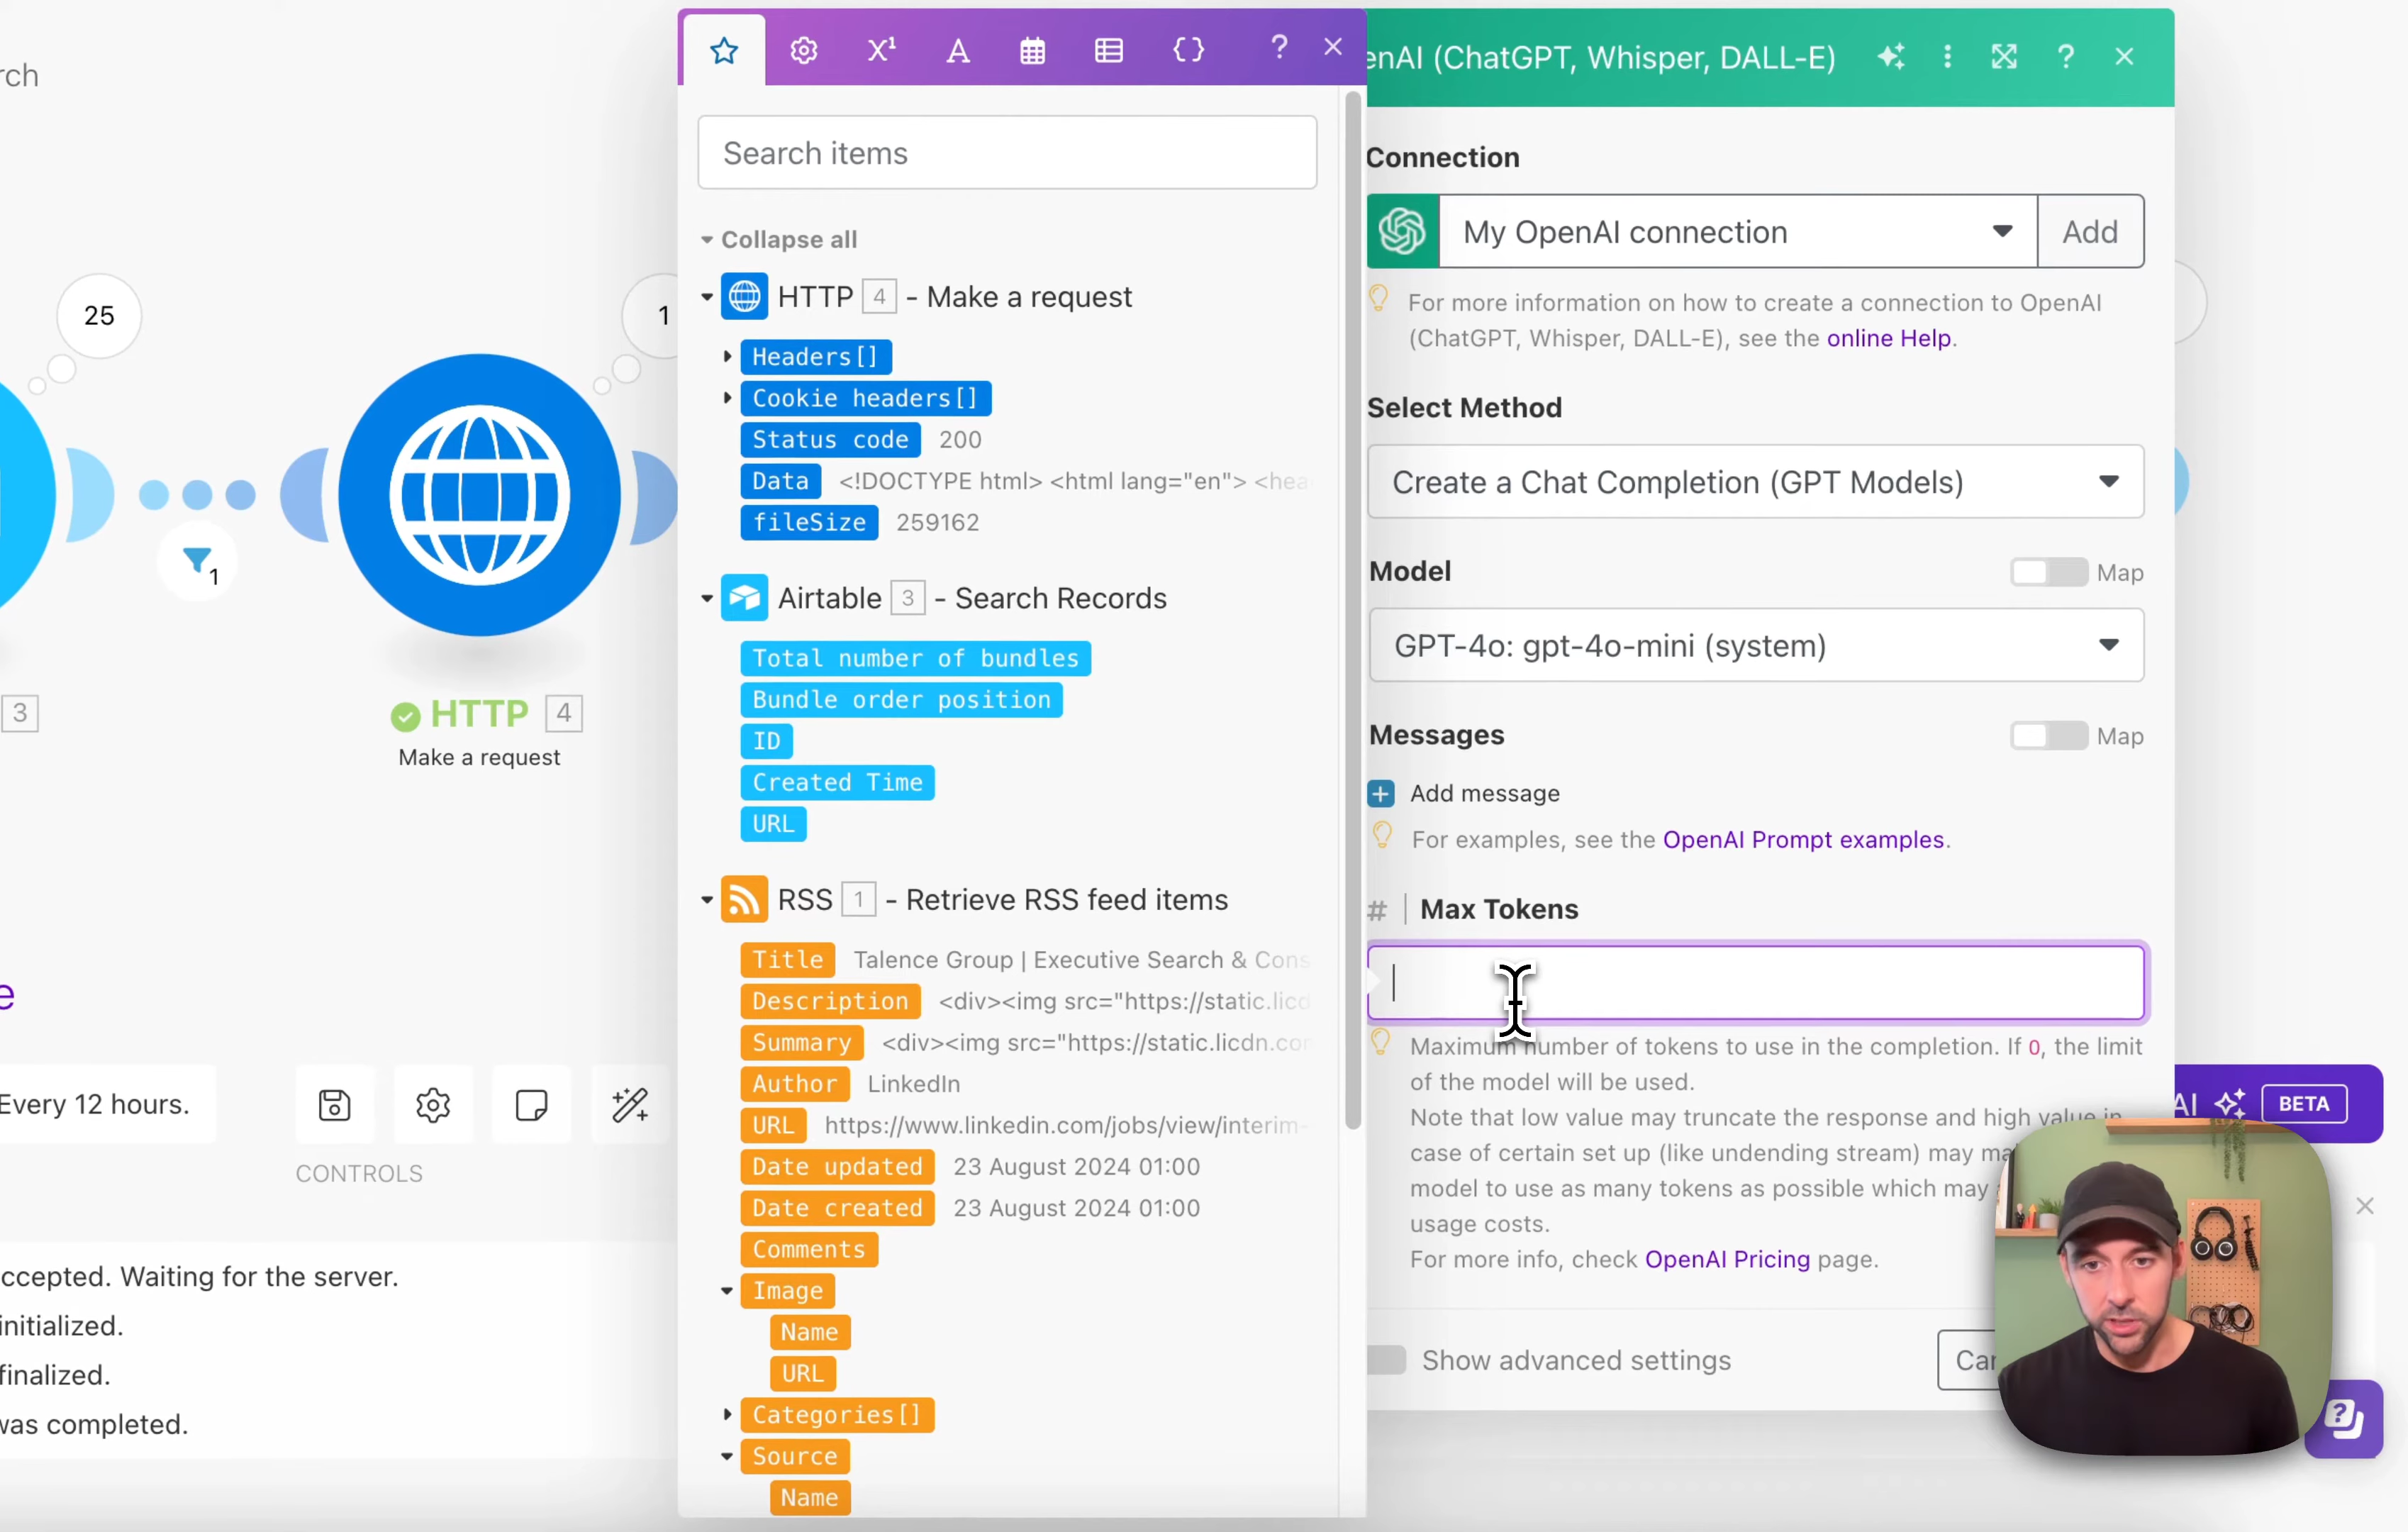 rch
25
1
1
3
HTTP 4
Make a request
e
Every 12 hours.
CONTROLS
ccepted. Waiting for the server.
initialized.
finalized.
was completed.
X¹ A {} ?
Search items
Collapse all
HTTP 4 - Make a request
Headers[]
Cookie headers[]
Status code 200
Data <!DOCTYPE html> <html lang="en"> <hea
fileSize 259162
Airtable 3 - Search Records
Total number of bundles
Bundle order position
ID
Created Time
URL
RSS 1 - Retrieve RSS feed items
Title Talence Group | Executive Search & Cons
Description <div><img src="https://static.licd
Summary <div><img src="https://static.licdn.con
Author LinkedIn
URL https://www.linkedin.com/jobs/view/interim-
Date updated 23 August 2024 01:00
Date created 23 August 2024 01:00
Comments
Image
Name
URL
Categories[]
Source
Name
enAI (ChatGPT, Whisper, DALL-E) ?
Connection
My OpenAI connection Add
For more information on how to create a connection to OpenAI
(ChatGPT, Whisper, DALL-E), see the online Help.
Select Method
Create a Chat Completion (GPT Models)
Model Map
GPT-4o: gpt-4o-mini (system)
Messages Map
+ Add message
For examples, see the OpenAI Prompt examples.
# | Max Tokens
Maximum number of tokens to use in the completion. If 0, the limit
of the model will be used.
Note that low value may truncate the response and high value in
case of certain set up (like undending stream) may ma
model to use as many tokens as possible which may
usage costs.
For more info, check OpenAI Pricing page.
Show advanced settings
Can
AI BETA
?